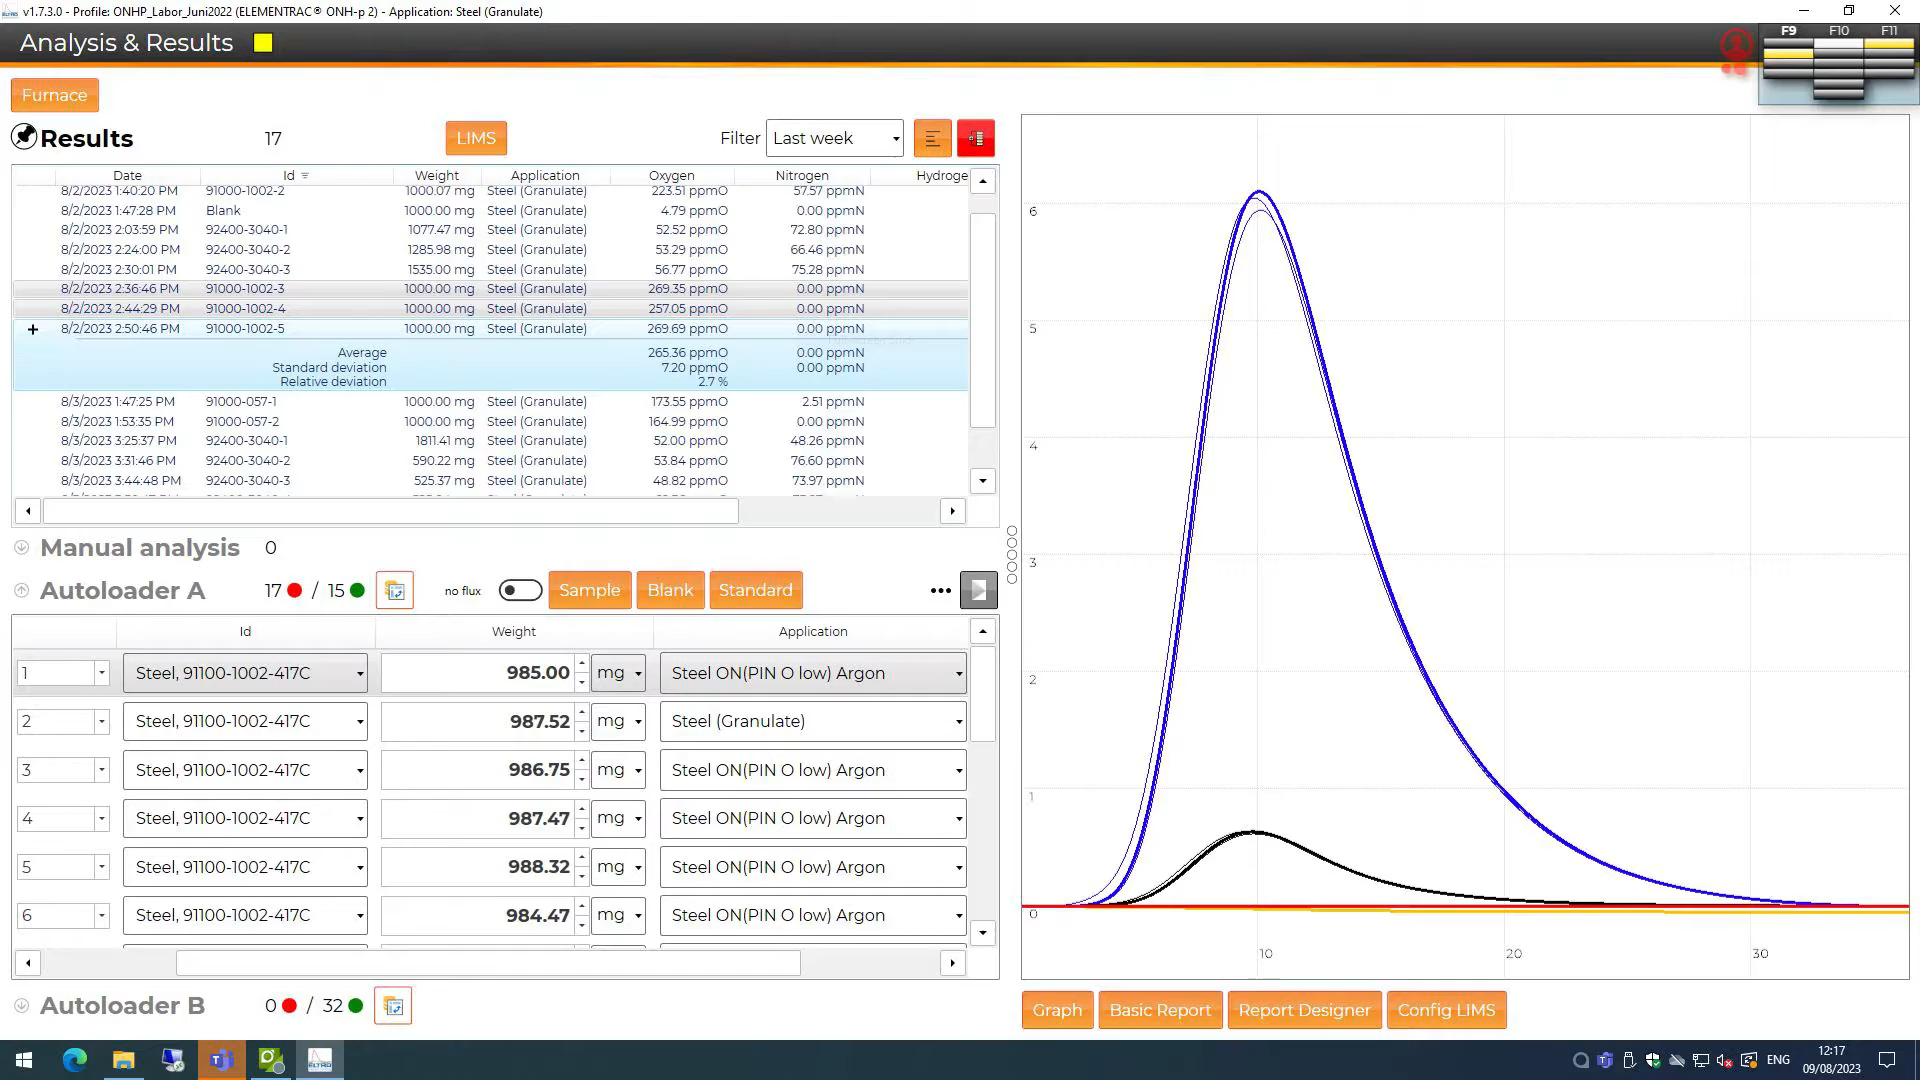 v1.7.3.0 - Profile: ONHP_Labor_Juni2022 (ELEMENTRAC® ONH-p 2) - Application: Steel (Granulate)
Analysis & Results
F9 F10 F11
Furnace
Results 17 LIMS Filter Last week
Date Id Weight Application Oxygen Nitrogen Hydroge
8/2/2023 1:40:20 PM 91000-1002-2 1000.07 mg Steel (Granulate) 223.51 ppmO 57.57 ppmN
8/2/2023 1:47:28 PM Blank 1000.00 mg Steel (Granulate) 4.79 ppmO 0.00 ppmN
8/2/2023 2:03:59 PM 92400-3040-1 1077.47 mg Steel (Granulate) 52.52 ppmO 72.80 ppmN
8/2/2023 2:24:00 PM 92400-3040-2 1285.98 mg Steel (Granulate) 53.29 ppmO 66.46 ppmN
8/2/2023 2:30:01 PM 92400-3040-3 1535.00 mg Steel (Granulate) 56.77 ppmO 75.28 ppmN
8/2/2023 2:36:46 PM 91000-1002-3 1000.00 mg Steel (Granulate) 269.35 ppmO 0.00 ppmN
8/2/2023 2:44:29 PM 91000-1002-4 1000.00 mg Steel (Granulate) 257.05 ppmO 0.00 ppmN
8/2/2023 2:50:46 PM 91000-1002-5 1000.00 mg Steel (Granulate) 269.69 ppmO 0.00 ppmN
Average 265.36 ppmO 0.00 ppmN
Standard deviation 7.20 ppmO 0.00 ppmN
Relative deviation 2.7 %
8/3/2023 1:47:25 PM 91000-057-1 1000.00 mg Steel (Granulate) 173.55 ppmO 2.51 ppmN
8/3/2023 1:53:35 PM 91000-057-2 1000.00 mg Steel (Granulate) 164.99 ppmO 0.00 ppmN
8/3/2023 3:25:37 PM 92400-3040-1 1811.41 mg Steel (Granulate) 52.00 ppmO 48.26 ppmN
8/3/2023 3:31:46 PM 92400-3040-2 590.22 mg Steel (Granulate) 53.84 ppmO 76.60 ppmN
8/3/2023 3:44:48 PM 92400-3040-3 525.37 mg Steel (Granulate) 48.82 ppmO 73.97 ppmN
Manual analysis 0
Autoloader A 17 / 15 no flux Sample Blank Standard
Id Weight Application
1 Steel, 91100-1002-417C 985.00 mg Steel ON(PIN O low) Argon
2 Steel, 91100-1002-417C 987.52 mg Steel (Granulate)
3 Steel, 91100-1002-417C 986.75 mg Steel ON(PIN O low) Argon
4 Steel, 91100-1002-417C 987.47 mg Steel ON(PIN O low) Argon
5 Steel, 91100-1002-417C 988.32 mg Steel ON(PIN O low) Argon
6 Steel, 91100-1002-417C 984.47 mg Steel ON(PIN O low) Argon
Autoloader B 0 / 32
6
5
4
3
2
1
0
10 20 30
Graph Basic Report Report Designer Config LIMS
ELTRA
ENG
12:17
09/08/2023